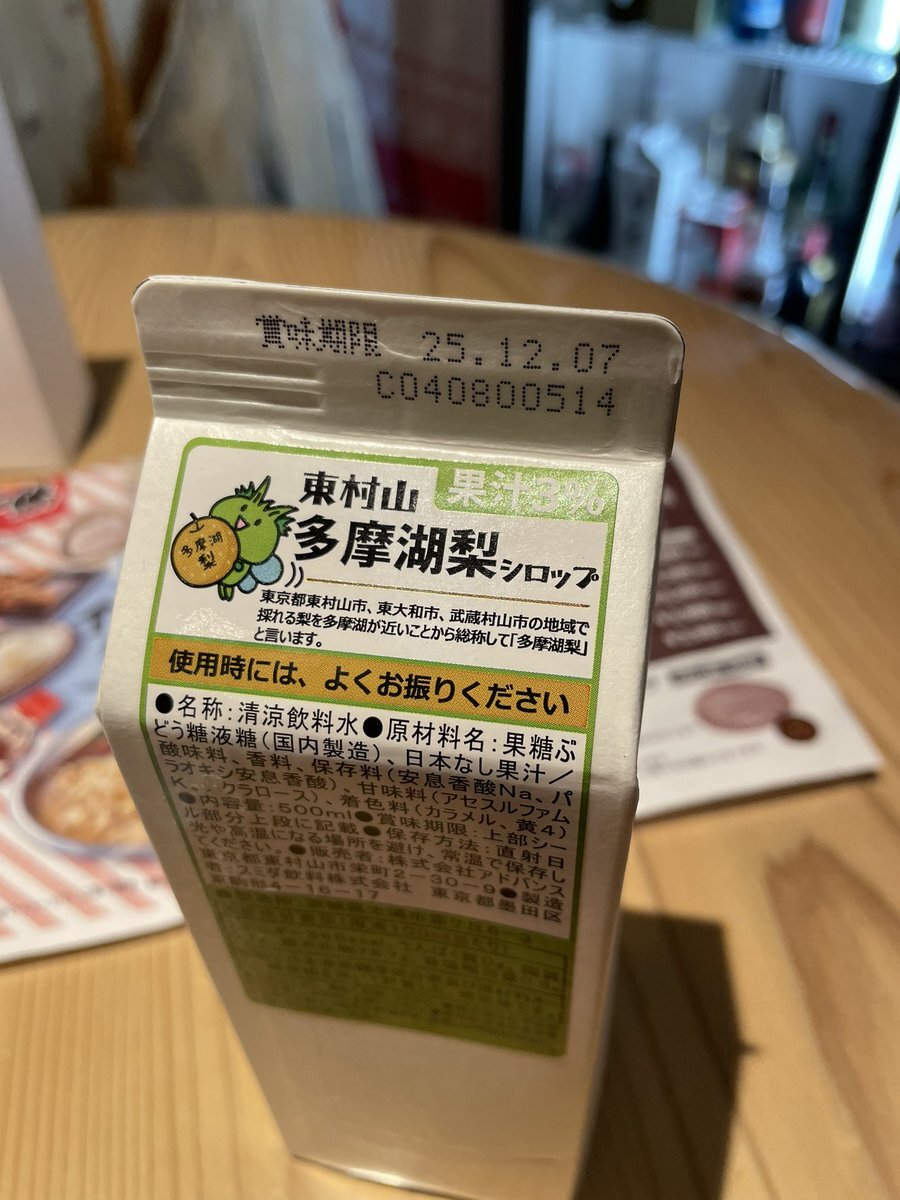 賞味期限 25.12.07
C040800514
果汁3%
東村山
多摩湖梨シロップ
多摩湖
梨
東京都東村山市、東大和市、武蔵村山市の地域で
採れる梨を多摩湖が近いことから総称して「多摩湖梨」
と言います。
使用時には、よくお振りください
●名称:清涼飲料水●原材料名:果糖ぶ
どう糖液糖(国内製造)、日本なし果汁/
酸味料、香料、保存料(安息香酸Na、パ
ラオキシ安息香酸)、甘味料(アセスルファム
K、スクラロース)、着色料(カラメル、黄4)
●内容量:500ml●賞味期限:上部シー
ル部分上段に記載●保存方法:直射日
光や高温になる場所を避け、常温で保存し
てください。●販売者:株式会社アドバンス
東京都東村山市栄町2-30-9●製造
者:スミダ飲料株式会社 東京都墨田区
東駒形4-16-17